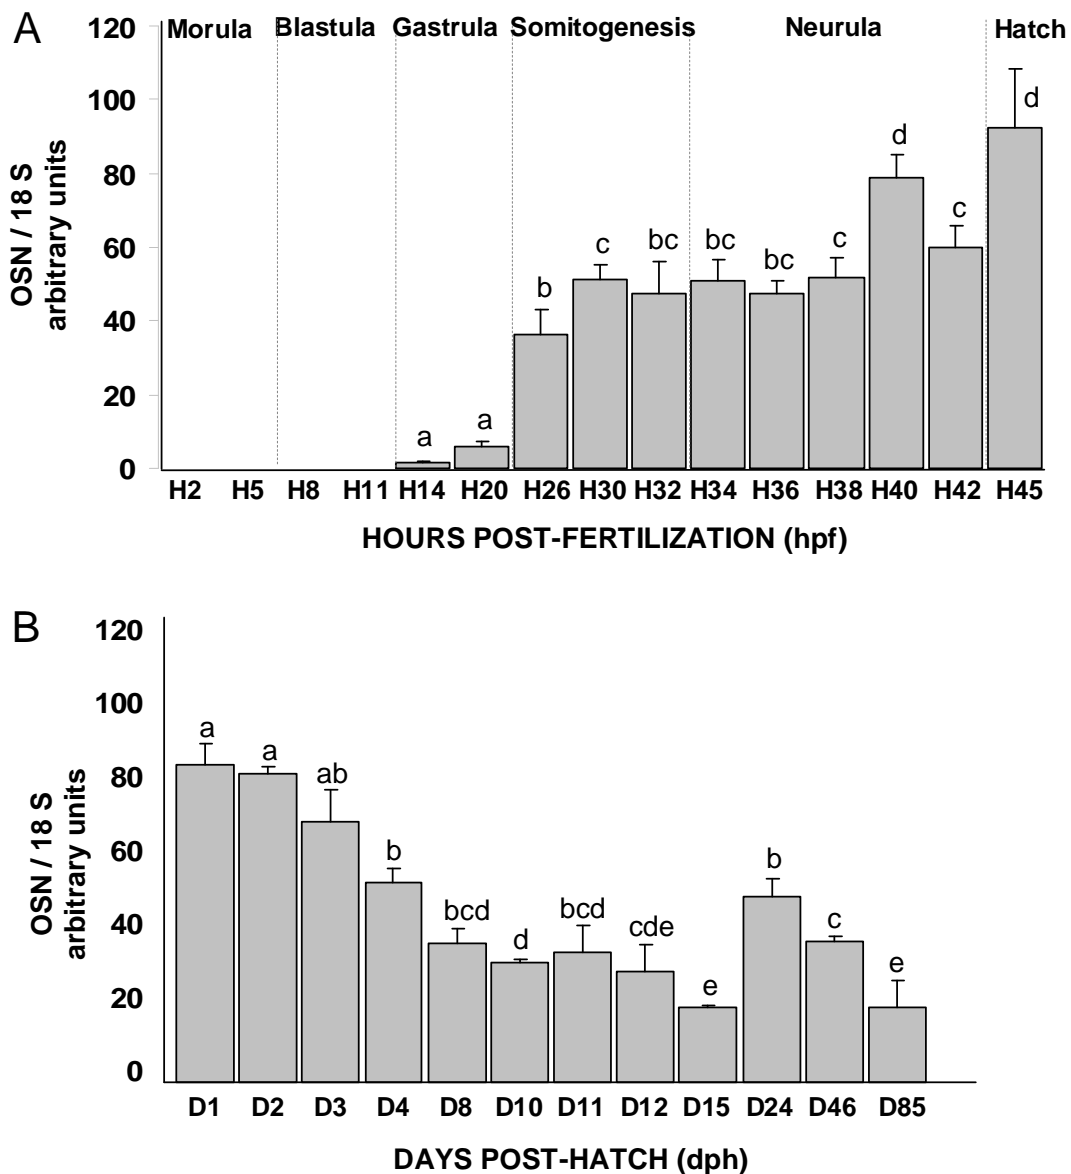 A
Morula Blastula Gastrula Somitogenesis Neurula Hatch
OSN / 18 S
arbitrary units
120
100
80
60
40
20
0
a a b c bc bc bc c d c d
H2 H5 H8 H11 H14 H20 H26 H30 H32 H34 H36 H38 H40 H42 H45
HOURS POST-FERTILIZATION (hpf)
B
OSN / 18 S
arbitrary units
120
100
80
60
40
20
0
a a ab b bcd d bcd cde e b c e
D1 D2 D3 D4 D8 D10 D11 D12 D15 D24 D46 D85
DAYS POST-HATCH (dph)